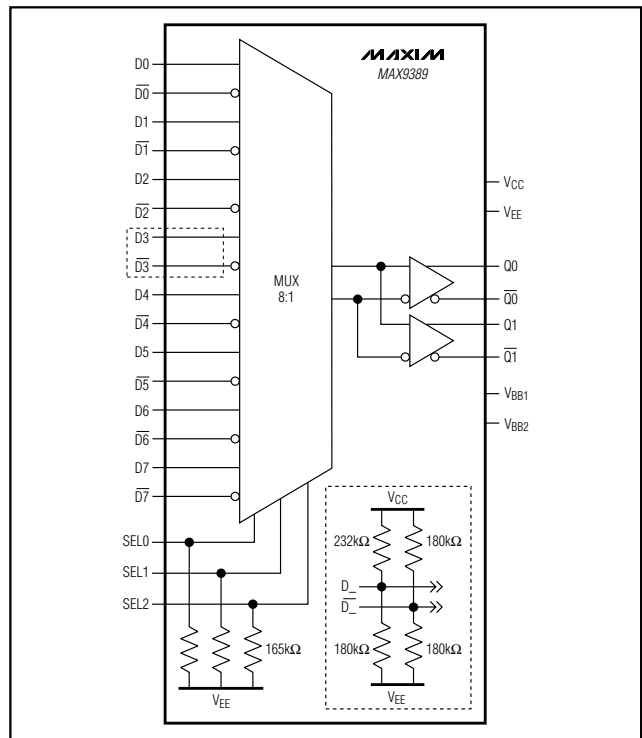 MAXIM
MAX9389
D0
D0
D1
D1
D2
D2
D3
D3
D4
D4
D5
D5
D6
D6
D7
D7
SEL0
SEL1
SEL2
MUX
8:1
VCC
VEE
Q0
Q0
Q1
Q1
VBB1
VBB2
165kΩ
VEE
VCC
232kΩ 180kΩ
D_
D_
180kΩ 180kΩ
VEE